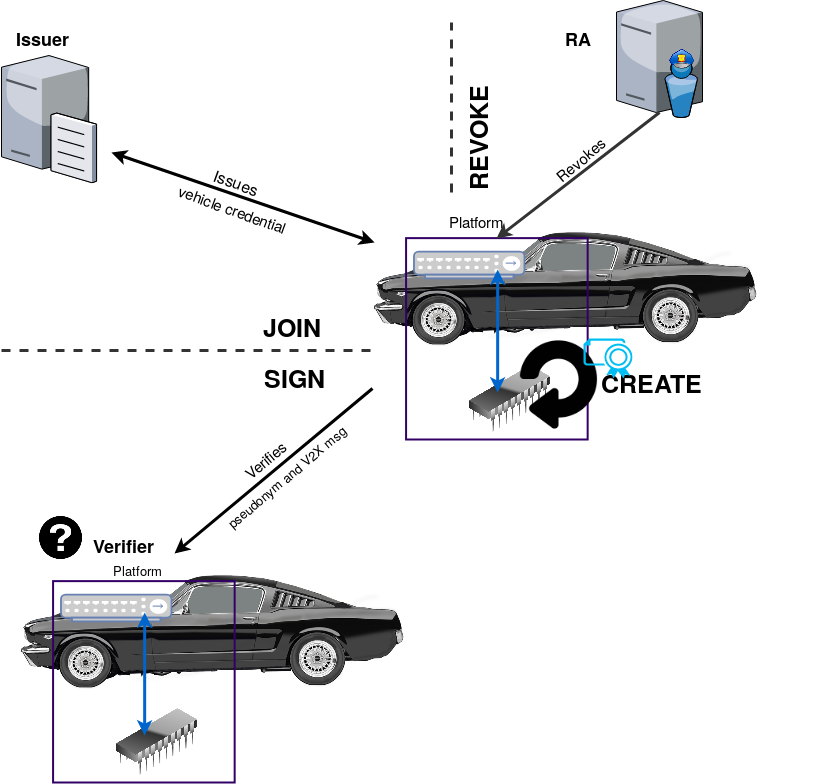 Issuer
RA
REVOKE
Revokes
Issues
vehicle credential
Platform
JOIN
SIGN
CREATE
Verifies
pseudonym and V2X msg
?
Verifier
Platform